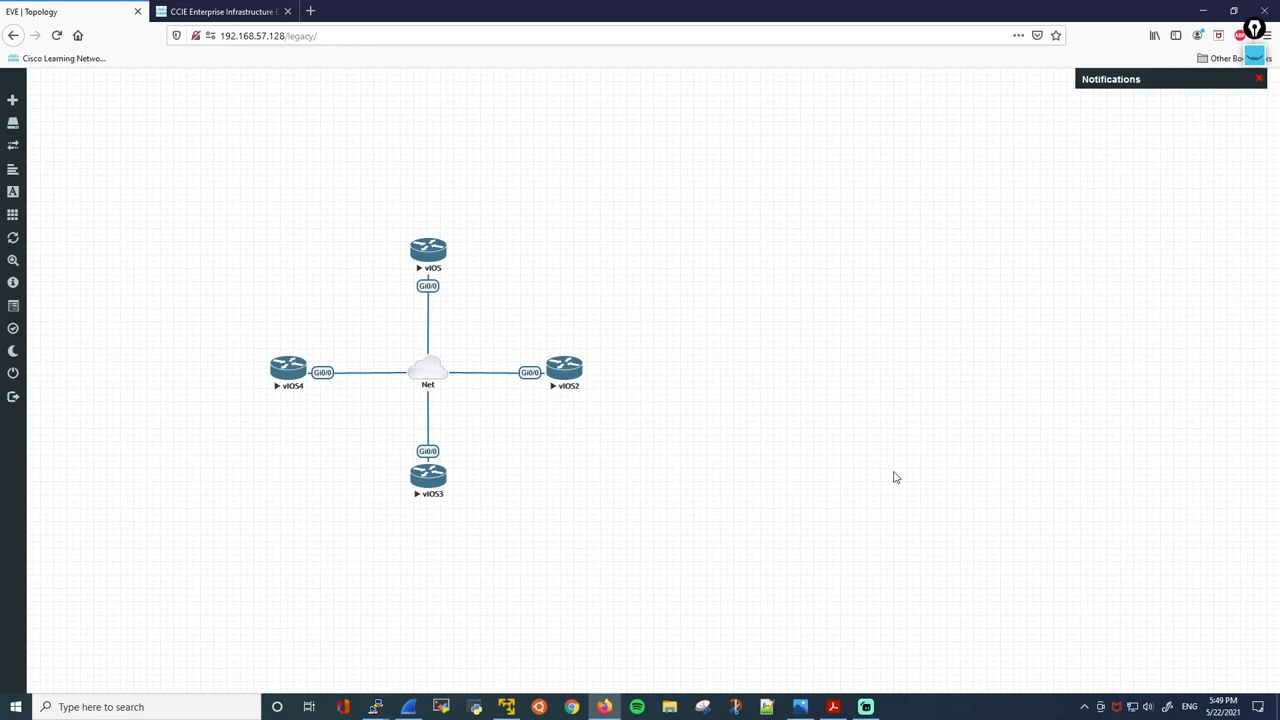 EVE | Topology
CCIE Enterprise Infrastructure E
192.168.57.128/legacy/
Cisco Learning Netwo...
Other Bo
ks
Notifications
vIOS
Gi0/0
vIOS4
Gi0/0
Net
Gi0/0
vIOS2
Gi0/0
vIOS3
Type here to search
ENG
5:49 PM
5/22/2021